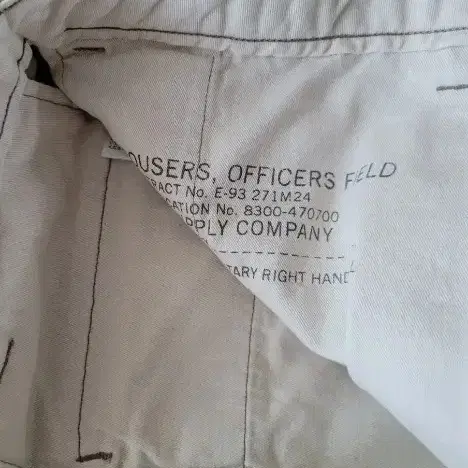 OUSERS, OFFICERS FIELD
RACT No. E-93 271M24
CATION No. 8300-470700
PPLY COMPANY
TARY RIGHT HAND